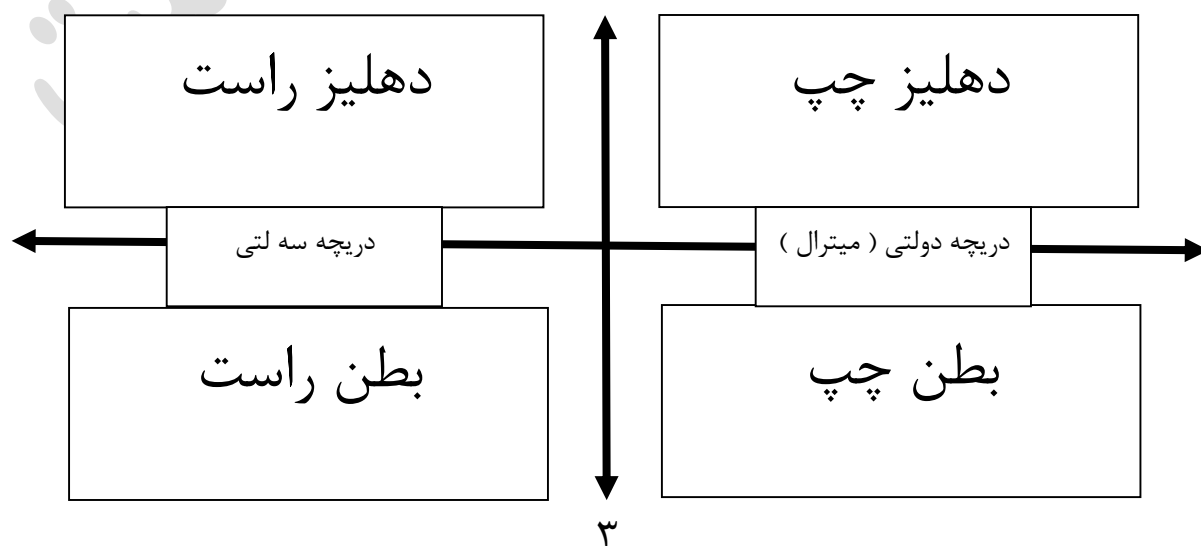 دهلیز راست
دهلیز چپ
دریچه سه لتی
دریچه دولتی ( میترال )
بطن راست
بطن چپ
۳